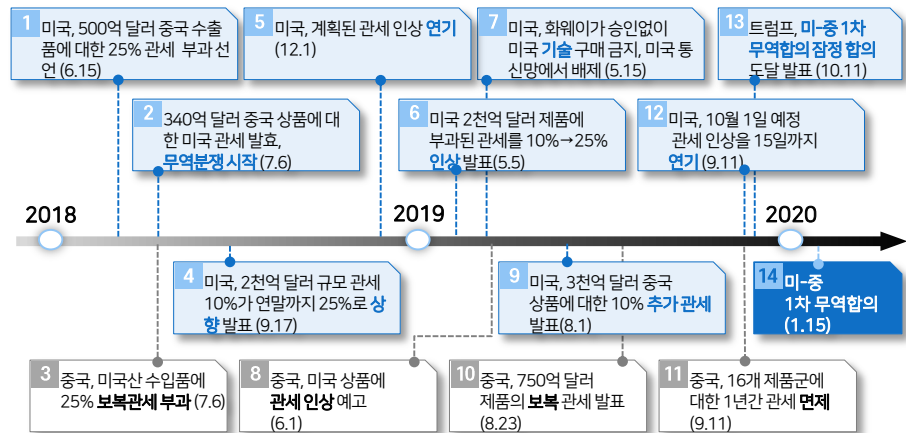 1
미국, 500억 달러 중국 수출
품에 대한 25% 관세 부과 선
언 (6.15)
5
미국, 계획된 관세 인상 연기
(12.1)
7
미국, 화웨이가 승인없이
미국 기술 구매 금지, 미국 통
신망에서 배제 (5.15)
13
트럼프, 미-중 1차
무역합의 잠정 합의
도달 발표 (10.11)
2
340억 달러 중국 상품에 대
한 미국 관세 발효,
무역분쟁 시작 (7.6)
6
미국 2천억 달러 제품에
부과된 관세를 10%→25%
인상 발표(5.5)
12
미국, 10월 1일 예정
관세 인상을 15일까지
연기 (9.11)
2018
2019
2020
4
미국, 2천억 달러 규모 관세
10%가 연말까지 25%로 상
향 발표 (9.17)
9
미국, 3천억 달러 중국
상품에 대한 10% 추가 관세
발표(8.1)
14
미-중
1차 무역합의
(1.15)
3
중국, 미국산 수입품에
25% 보복관세 부과 (7.6)
8
중국, 미국 상품에
관세 인상 예고
(6.1)
10
중국, 750억 달러
제품의 보복 관세 발표
(8.23)
11
중국, 16개 제품군에
대한 1년간 관세 면제
(9.11)